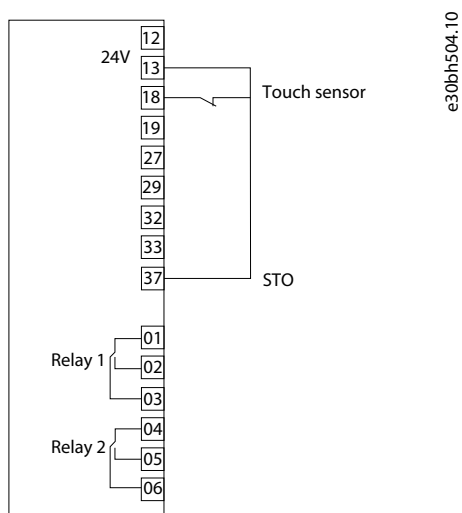 12
24V
13
18
Touch sensor
19
27
29
32
33
37
STO
01
Relay 1
02
03
04
Relay 2
05
06
e30bh504.10